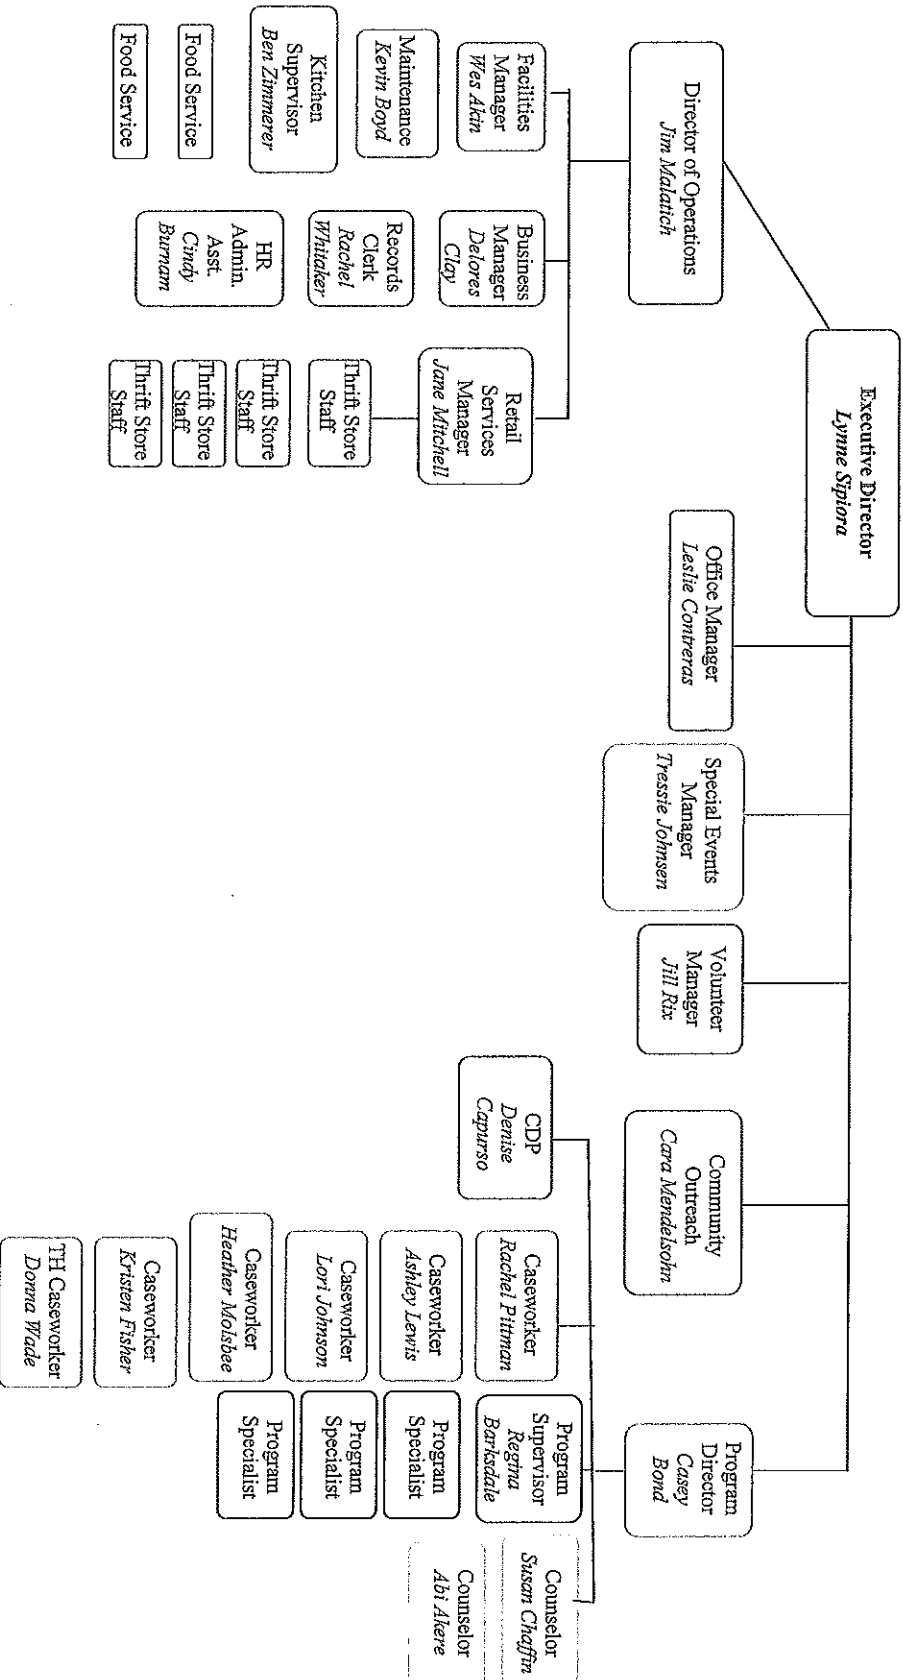 Executive Director
Lynne Sipiora
Director of Operations
Jim Malatich
Office Manager
Leslie Contreras
Special Events
Manager
Tressie Johnsen
Volunteer
Manager
Jill Rix
Community
Outreach
Cara Mendelsohn
Program
Director
Casey
Bond
Facilities
Manager
Wes Akin
Maintenance
Kevin Boyd
Kitchen
Supervisor
Ben Zimmerer
Food Service
Food Service
Business
Manager
Delores
Clay
Records
Clerk
Rachel
Whitaker
HR
Admin.
Asst.
Cindy
Burnam
Retail
Services
Manager
Jane Mitchell
Thrift Store
Staff
Thrift Store
Staff
Thrift Store
Staff
Thrift Store
Staff
CDP
Denise
Capurso
Caseworker
Rachel Pittman
Caseworker
Ashley Lewis
Caseworker
Lori Johnson
Caseworker
Heather Molsbee
Caseworker
Kristen Fisher
TH Caseworker
Donna Wade
Program
Supervisor
Regina
Barksdale
Program
Specialist
Program
Specialist
Program
Specialist
Counselor
Susan Chaffin
Counselor
Abi Akere